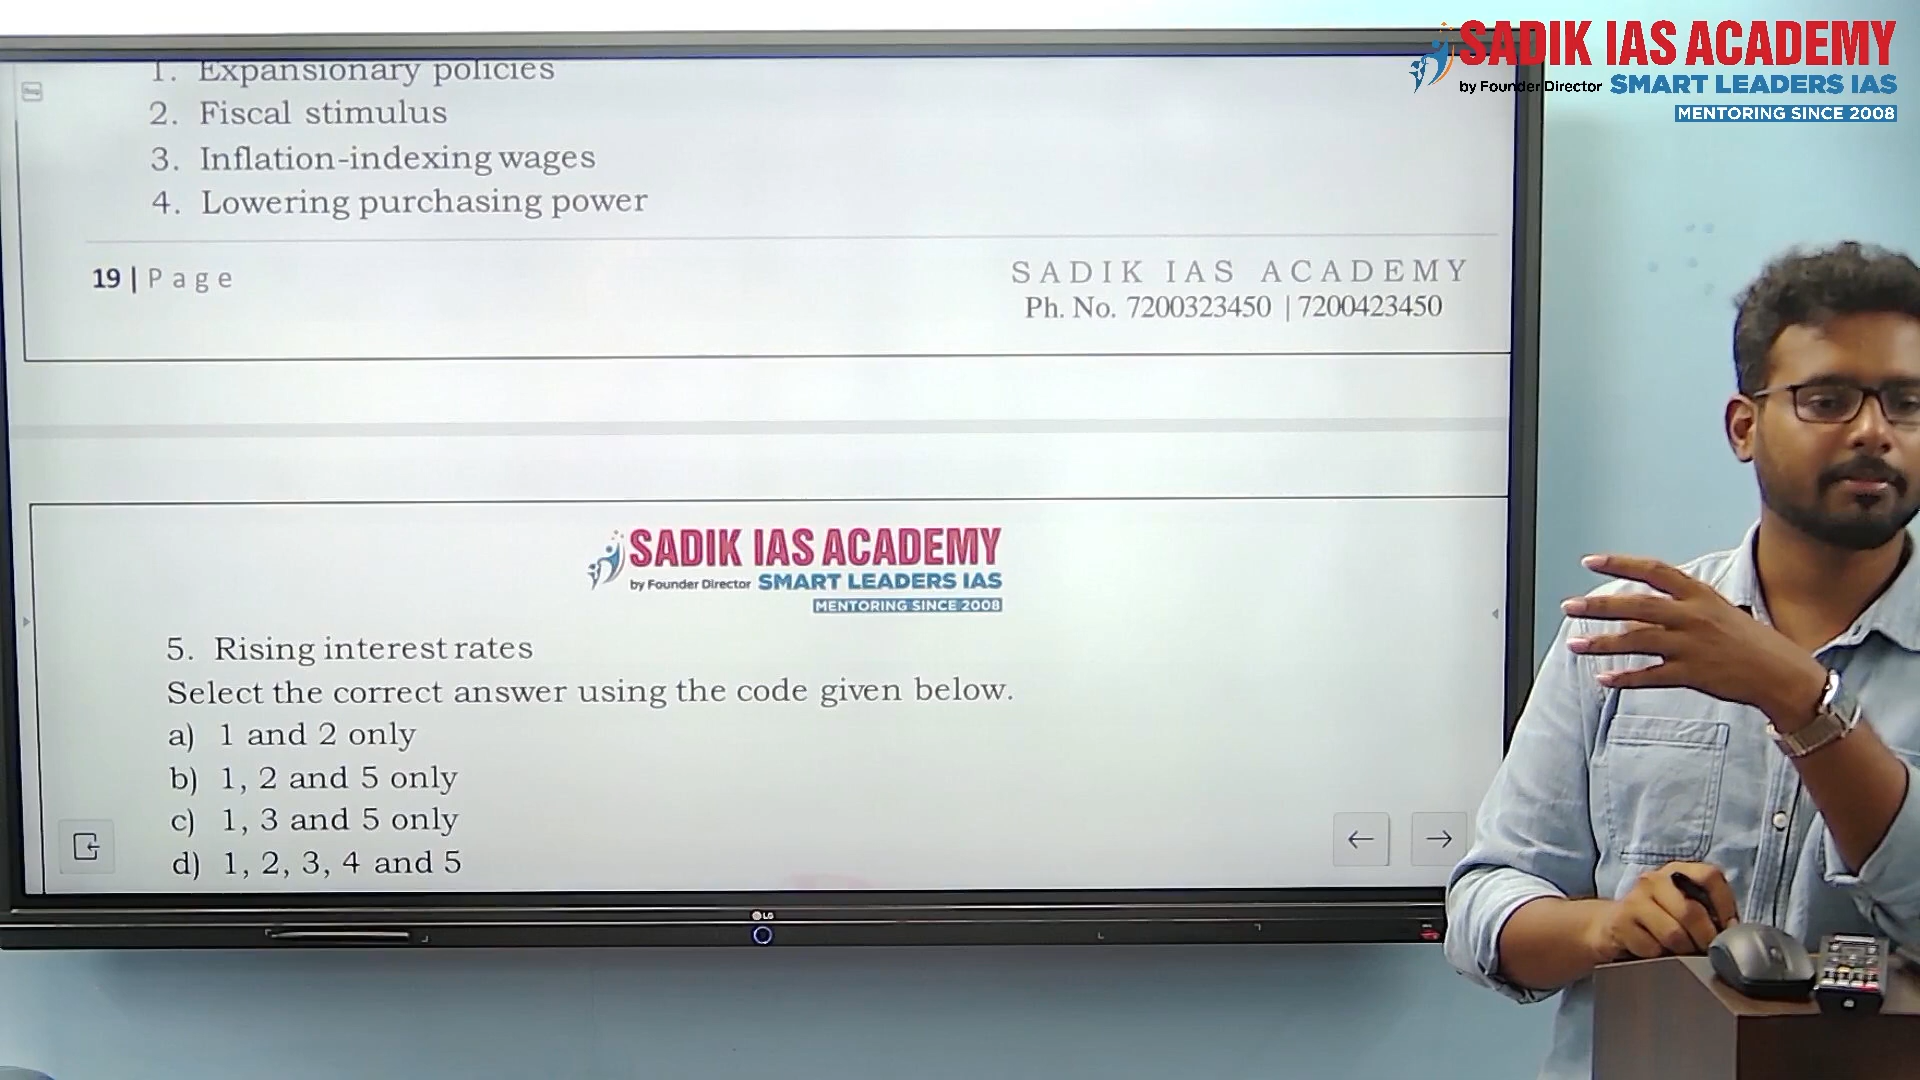 SADIK IAS ACADEMY
by Founder Director SMART LEADERS IAS
MENTORING SINCE 2008
1. Expansionary policies
2. Fiscal stimulus
3. Inflation-indexing wages
4. Lowering purchasing power
19 | Page
SADIK IAS ACADEMY
Ph. No. 7200323450 | 7200423450
SADIK IAS ACADEMY
by Founder Director SMART LEADERS IAS
MENTORING SINCE 2008
5. Rising interest rates
Select the correct answer using the code given below.
a) 1 and 2 only
b) 1, 2 and 5 only
c) 1, 3 and 5 only
d) 1, 2, 3, 4 and 5
LG